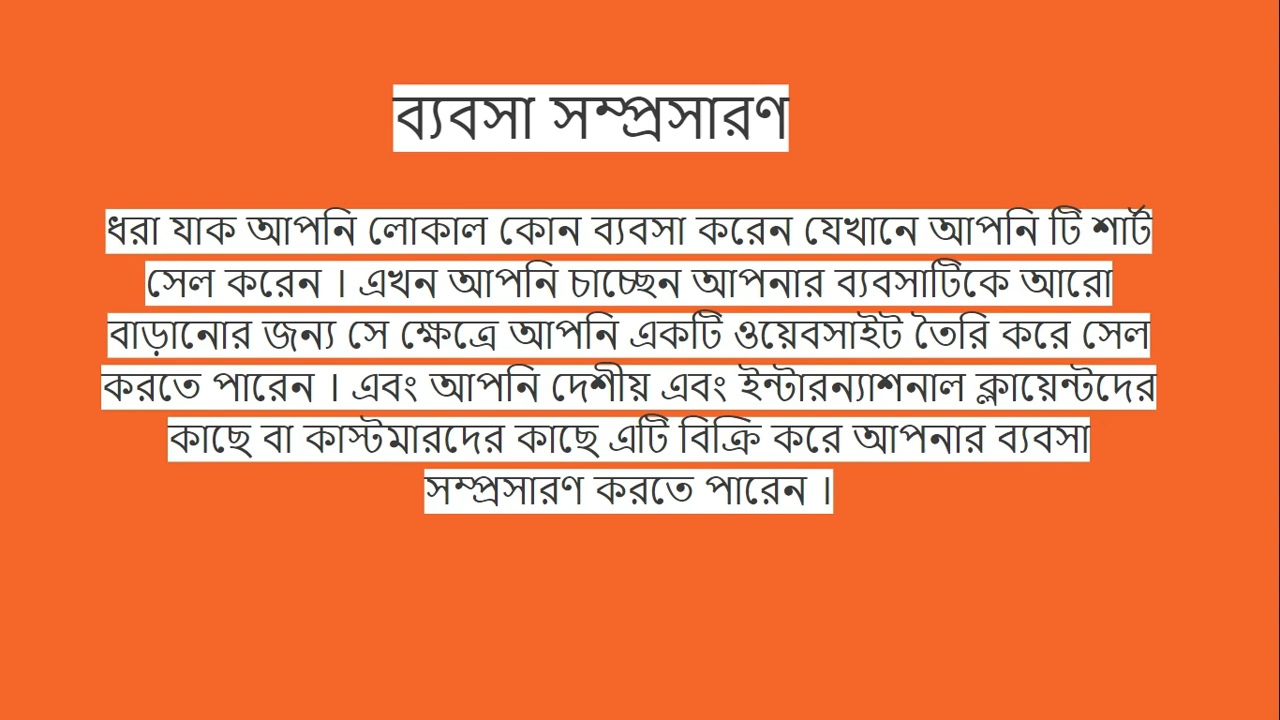 ব্যবসা সম্প্রসারণ
ধরা যাক আপনি লোকাল কোন ব্যবসা করেন যেখানে আপনি টি শার্ট
সেল করেন । এখন আপনি চাচ্ছেন আপনার ব্যবসাটিকে আরো
বাড়ানোর জন্য সে ক্ষেত্রে আপনি একটি ওয়েবসাইট তৈরি করে সেল
করতে পারেন । এবং আপনি দেশীয় এবং ইন্টারন্যাশনাল ক্লায়েন্টদের
কাছে বা কাস্টমারদের কাছে এটি বিক্রি করে আপনার ব্যবসা
সম্প্রসারণ করতে পারেন ।